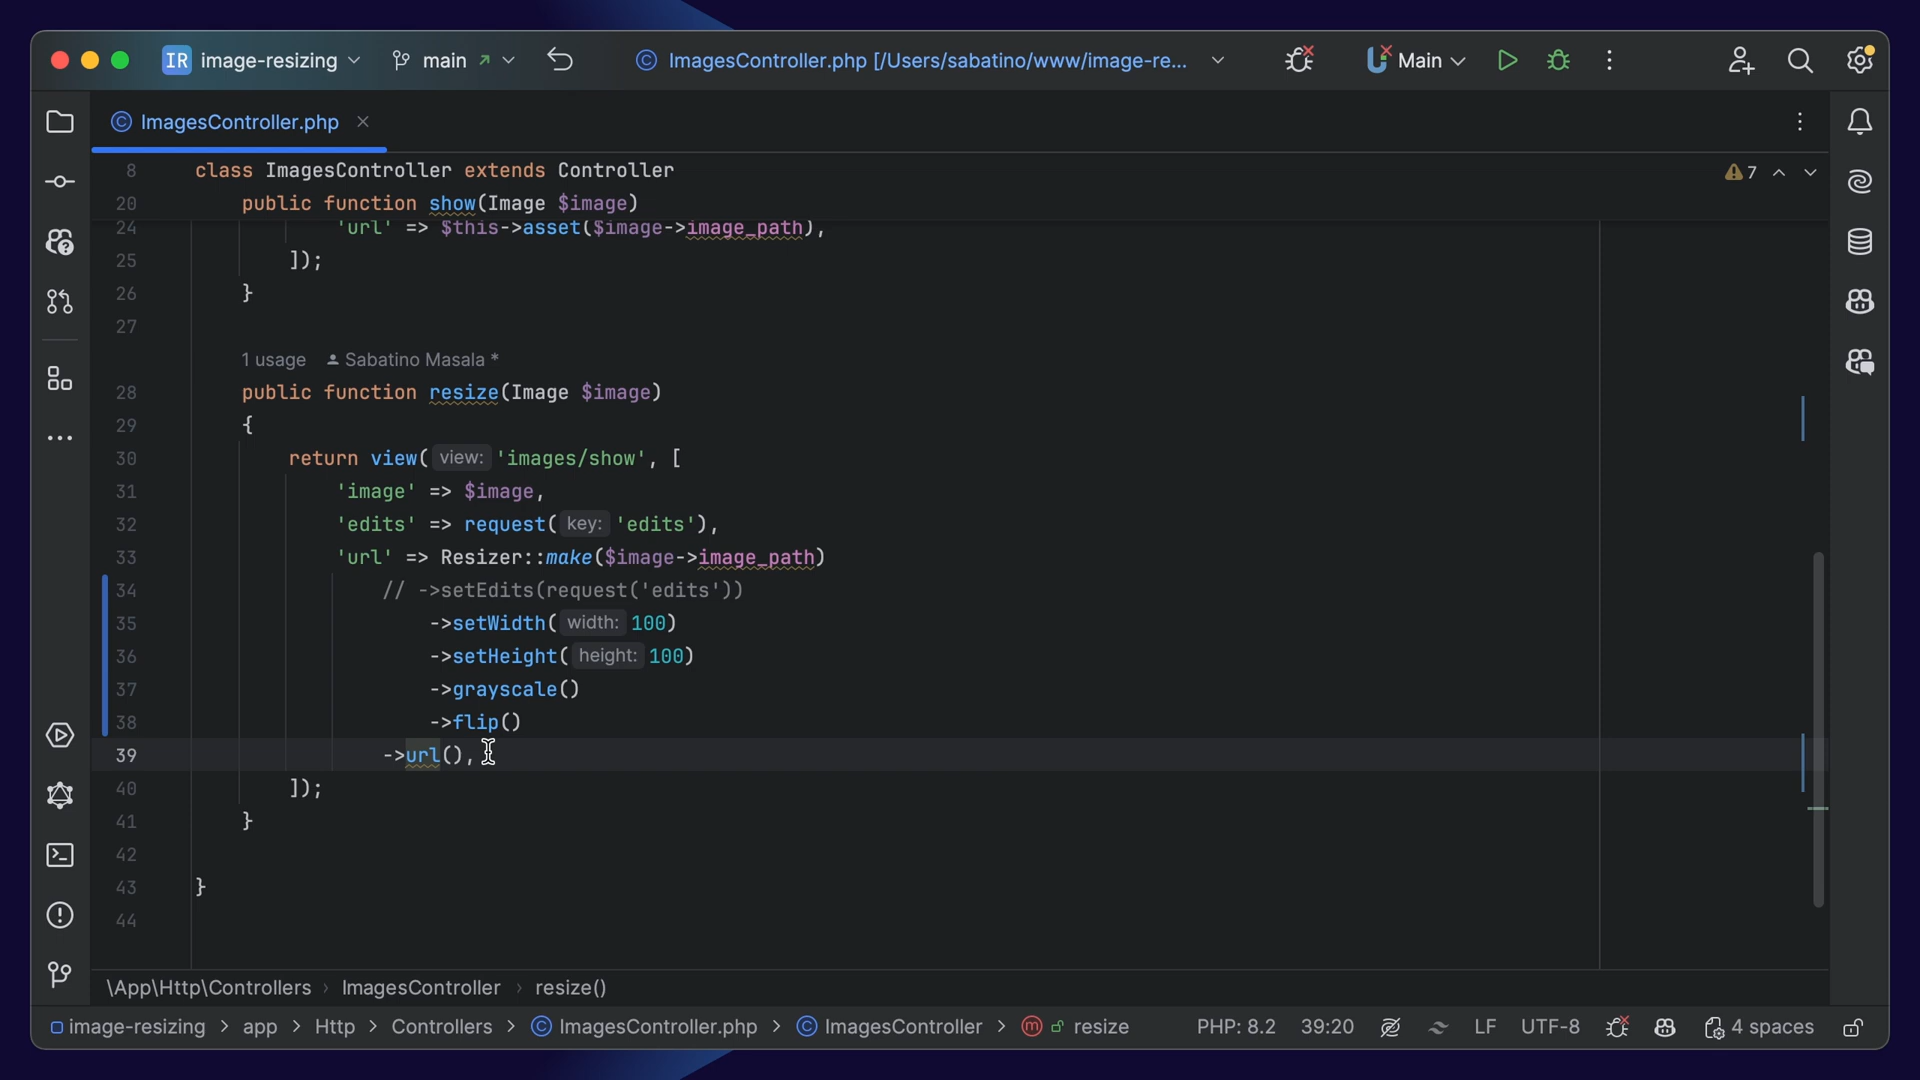 IR image-resizing main ImagesController.php [/Users/sabatino/www/image-re... Main
ImagesController.php
8 class ImagesController extends Controller
7
20 public function show(Image $image)
24 'url' => $this->asset($image->image_path),
25 ]);
26 }
27
1 usage Sabatino Masala *
28 public function resize(Image $image)
29 {
30 return view( view: 'images/show', [
31 'image' => $image,
32 'edits' => request( key: 'edits'),
33 'url' => Resizer::make($image->image_path)
34 // ->setEdits(request('edits'))
35 ->setWidth( width: 100)
36 ->setHeight( height: 100)
37 ->grayscale()
38 ->flip()
39 ->url(),
40 ]);
41 }
42
43 }
44
\App\Http\Controllers › ImagesController › resize()
image-resizing > app > Http > Controllers > ImagesController.php > ImagesController > resize PHP: 8.2 39:20 LF UTF-8 4 spaces